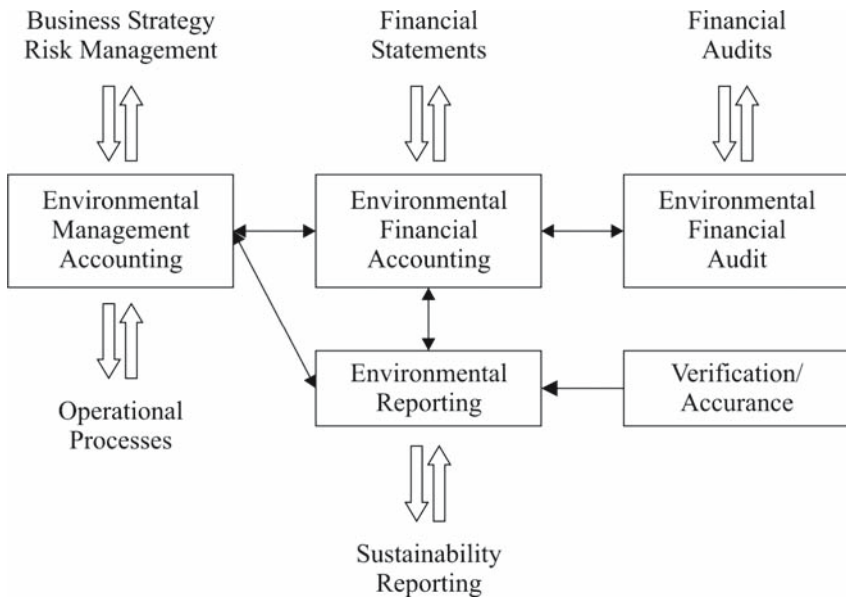 Business Strategy
Risk Management
Financial
Statements
Financial
Audits
Environmental
Management
Accounting
Environmental
Financial
Accounting
Environmental
Financial
Audit
Operational
Processes
Environmental
Reporting
Verification/
Accurance
Sustainability
Reporting